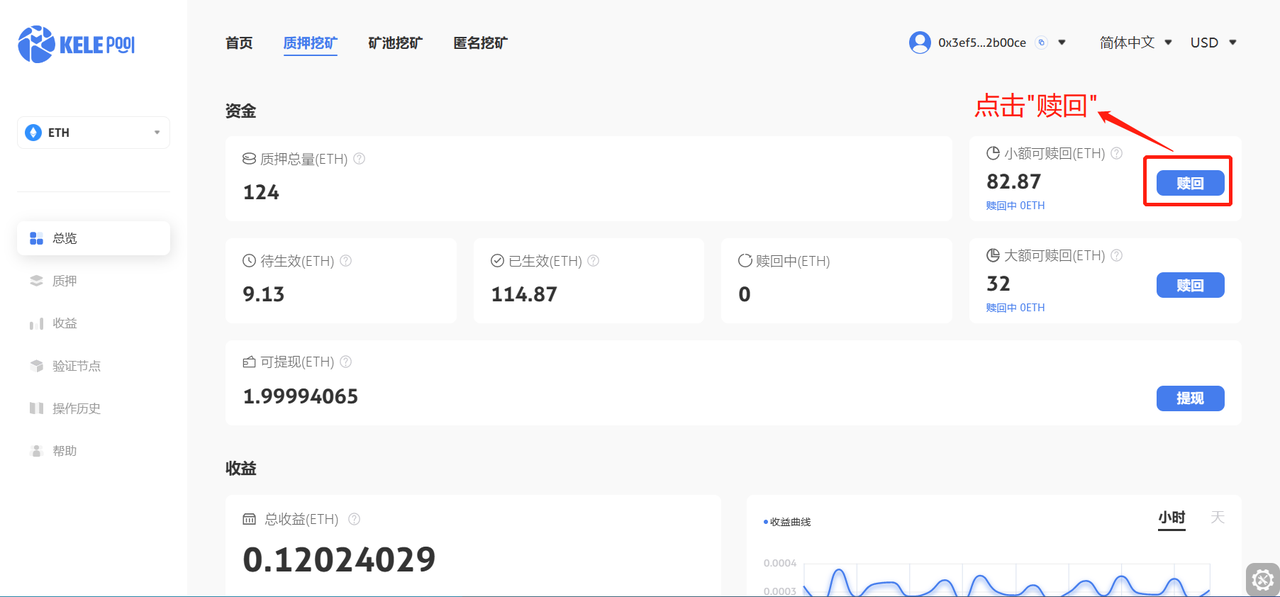 KELE POOl
首页
质押挖矿
矿池挖矿
匿名挖矿
0x3ef5...2b00ce
简体中文
USD
ETH
总览
质押
收益
验证节点
操作历史
帮助
资金
点击"赎回"
质押总量(ETH)
124
小额可赎回(ETH)
82.87
赎回中 0ETH
赎回
待生效(ETH)
9.13
已生效(ETH)
114.87
赎回中(ETH)
0
大额可赎回(ETH)
32
赎回中 0ETH
赎回
可提现(ETH)
1.99994065
提现
收益
总收益(ETH)
0.12024029
收益曲线
小时
天
0.0004
0.0003